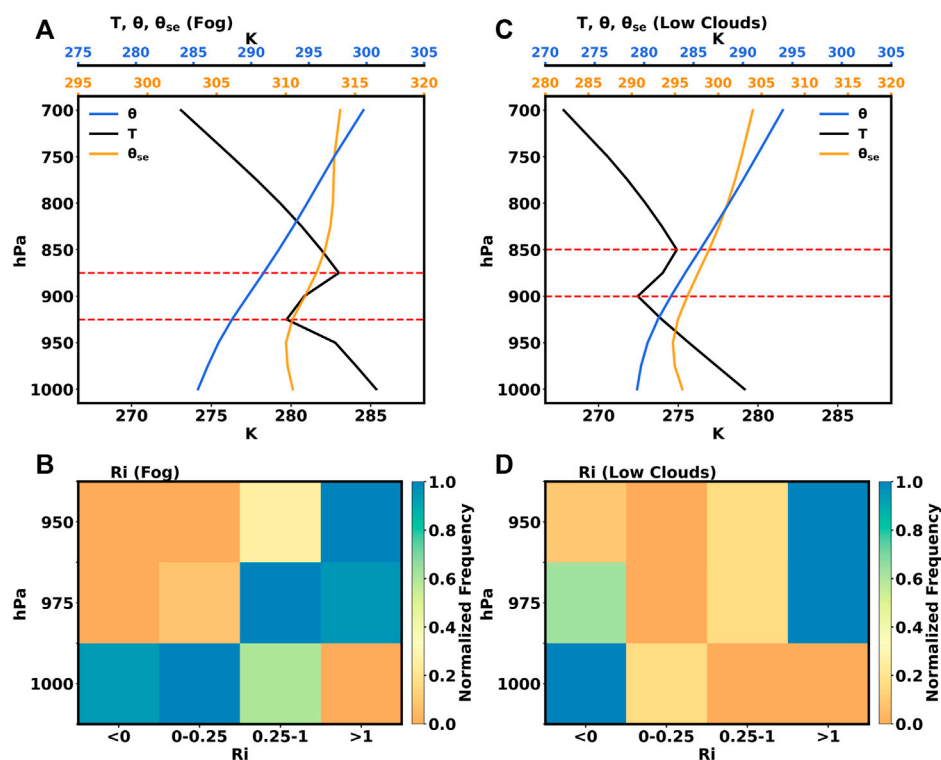 A
T, θ, θse (Fog)
K
275 280 285 290 295 300 305
295 300 305 310 315 320
700
750
800
850
900
950
1000
hPa
θ
T
θse
270 275 280 285
K
C
T, θ, θse (Low Clouds)
K
270 275 280 285 290 295 300 305
280 285 290 295 300 305 310 315 320
700
750
800
850
900
950
1000
hPa
θ
T
θse
270 275 280 285
K
B
Ri (Fog)
950
975
1000
hPa
<0 0-0.25 0.25-1 >1
Ri
1.0
0.8
0.6
0.4
0.2
0.0
Normalized Frequency
D
Ri (Low Clouds)
950
975
1000
hPa
<0 0-0.25 0.25-1 >1
Ri
1.0
0.8
0.6
0.4
0.2
0.0
Normalized Frequency